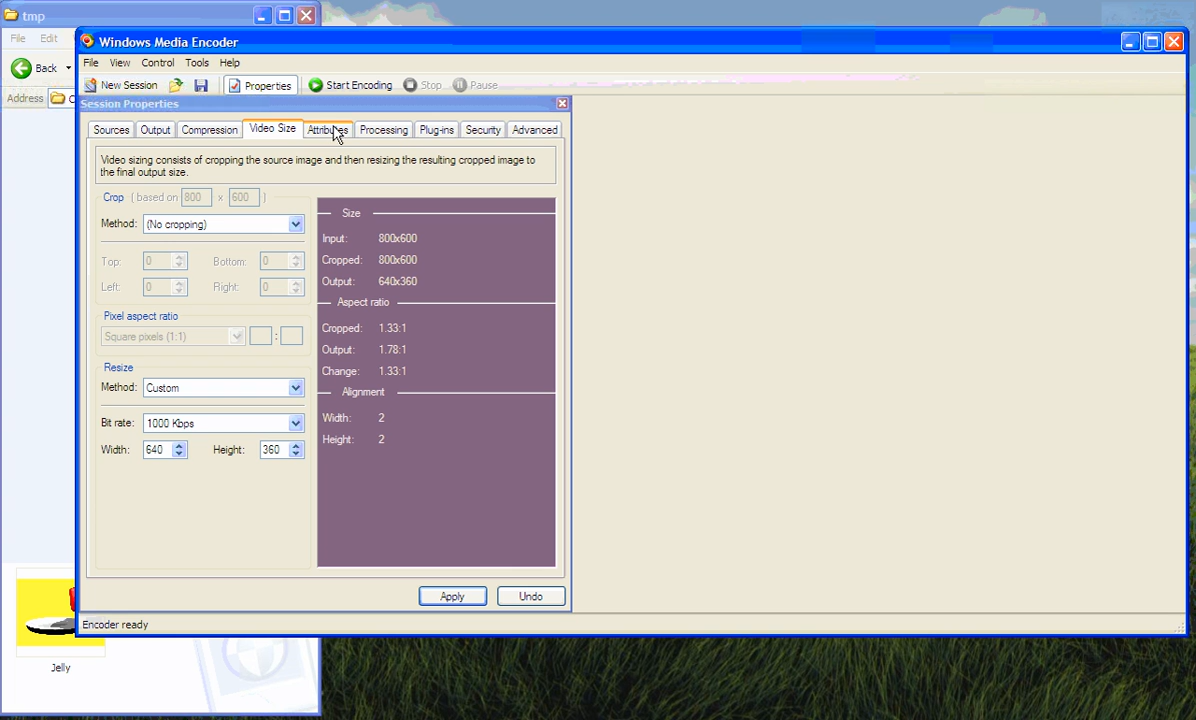 tmp
File Edit
Back
Address C
Windows Media Encoder
File View Control Tools Help
New Session Properties Start Encoding Stop Pause
Session Properties
Sources Output Compression Video Size Attributes Processing Plug-ins Security Advanced
Video sizing consists of cropping the source image and then resizing the resulting cropped image to
the final output size.
Crop ( based on 800 x 600 )
Method: (No cropping)
Top: 0 Bottom: 0
Left: 0 Right: 0
Pixel aspect ratio
Square pixels (1:1) :
Resize
Method: Custom
Bit rate: 1000 Kbps
Width: 640 Height: 360
Size
Input: 800x600
Cropped: 800x600
Output: 640x360
Aspect ratio
Cropped: 1.33:1
Output: 1.78:1
Change: 1.33:1
Alignment
Width: 2
Height: 2
Apply Undo
Encoder ready
Jelly